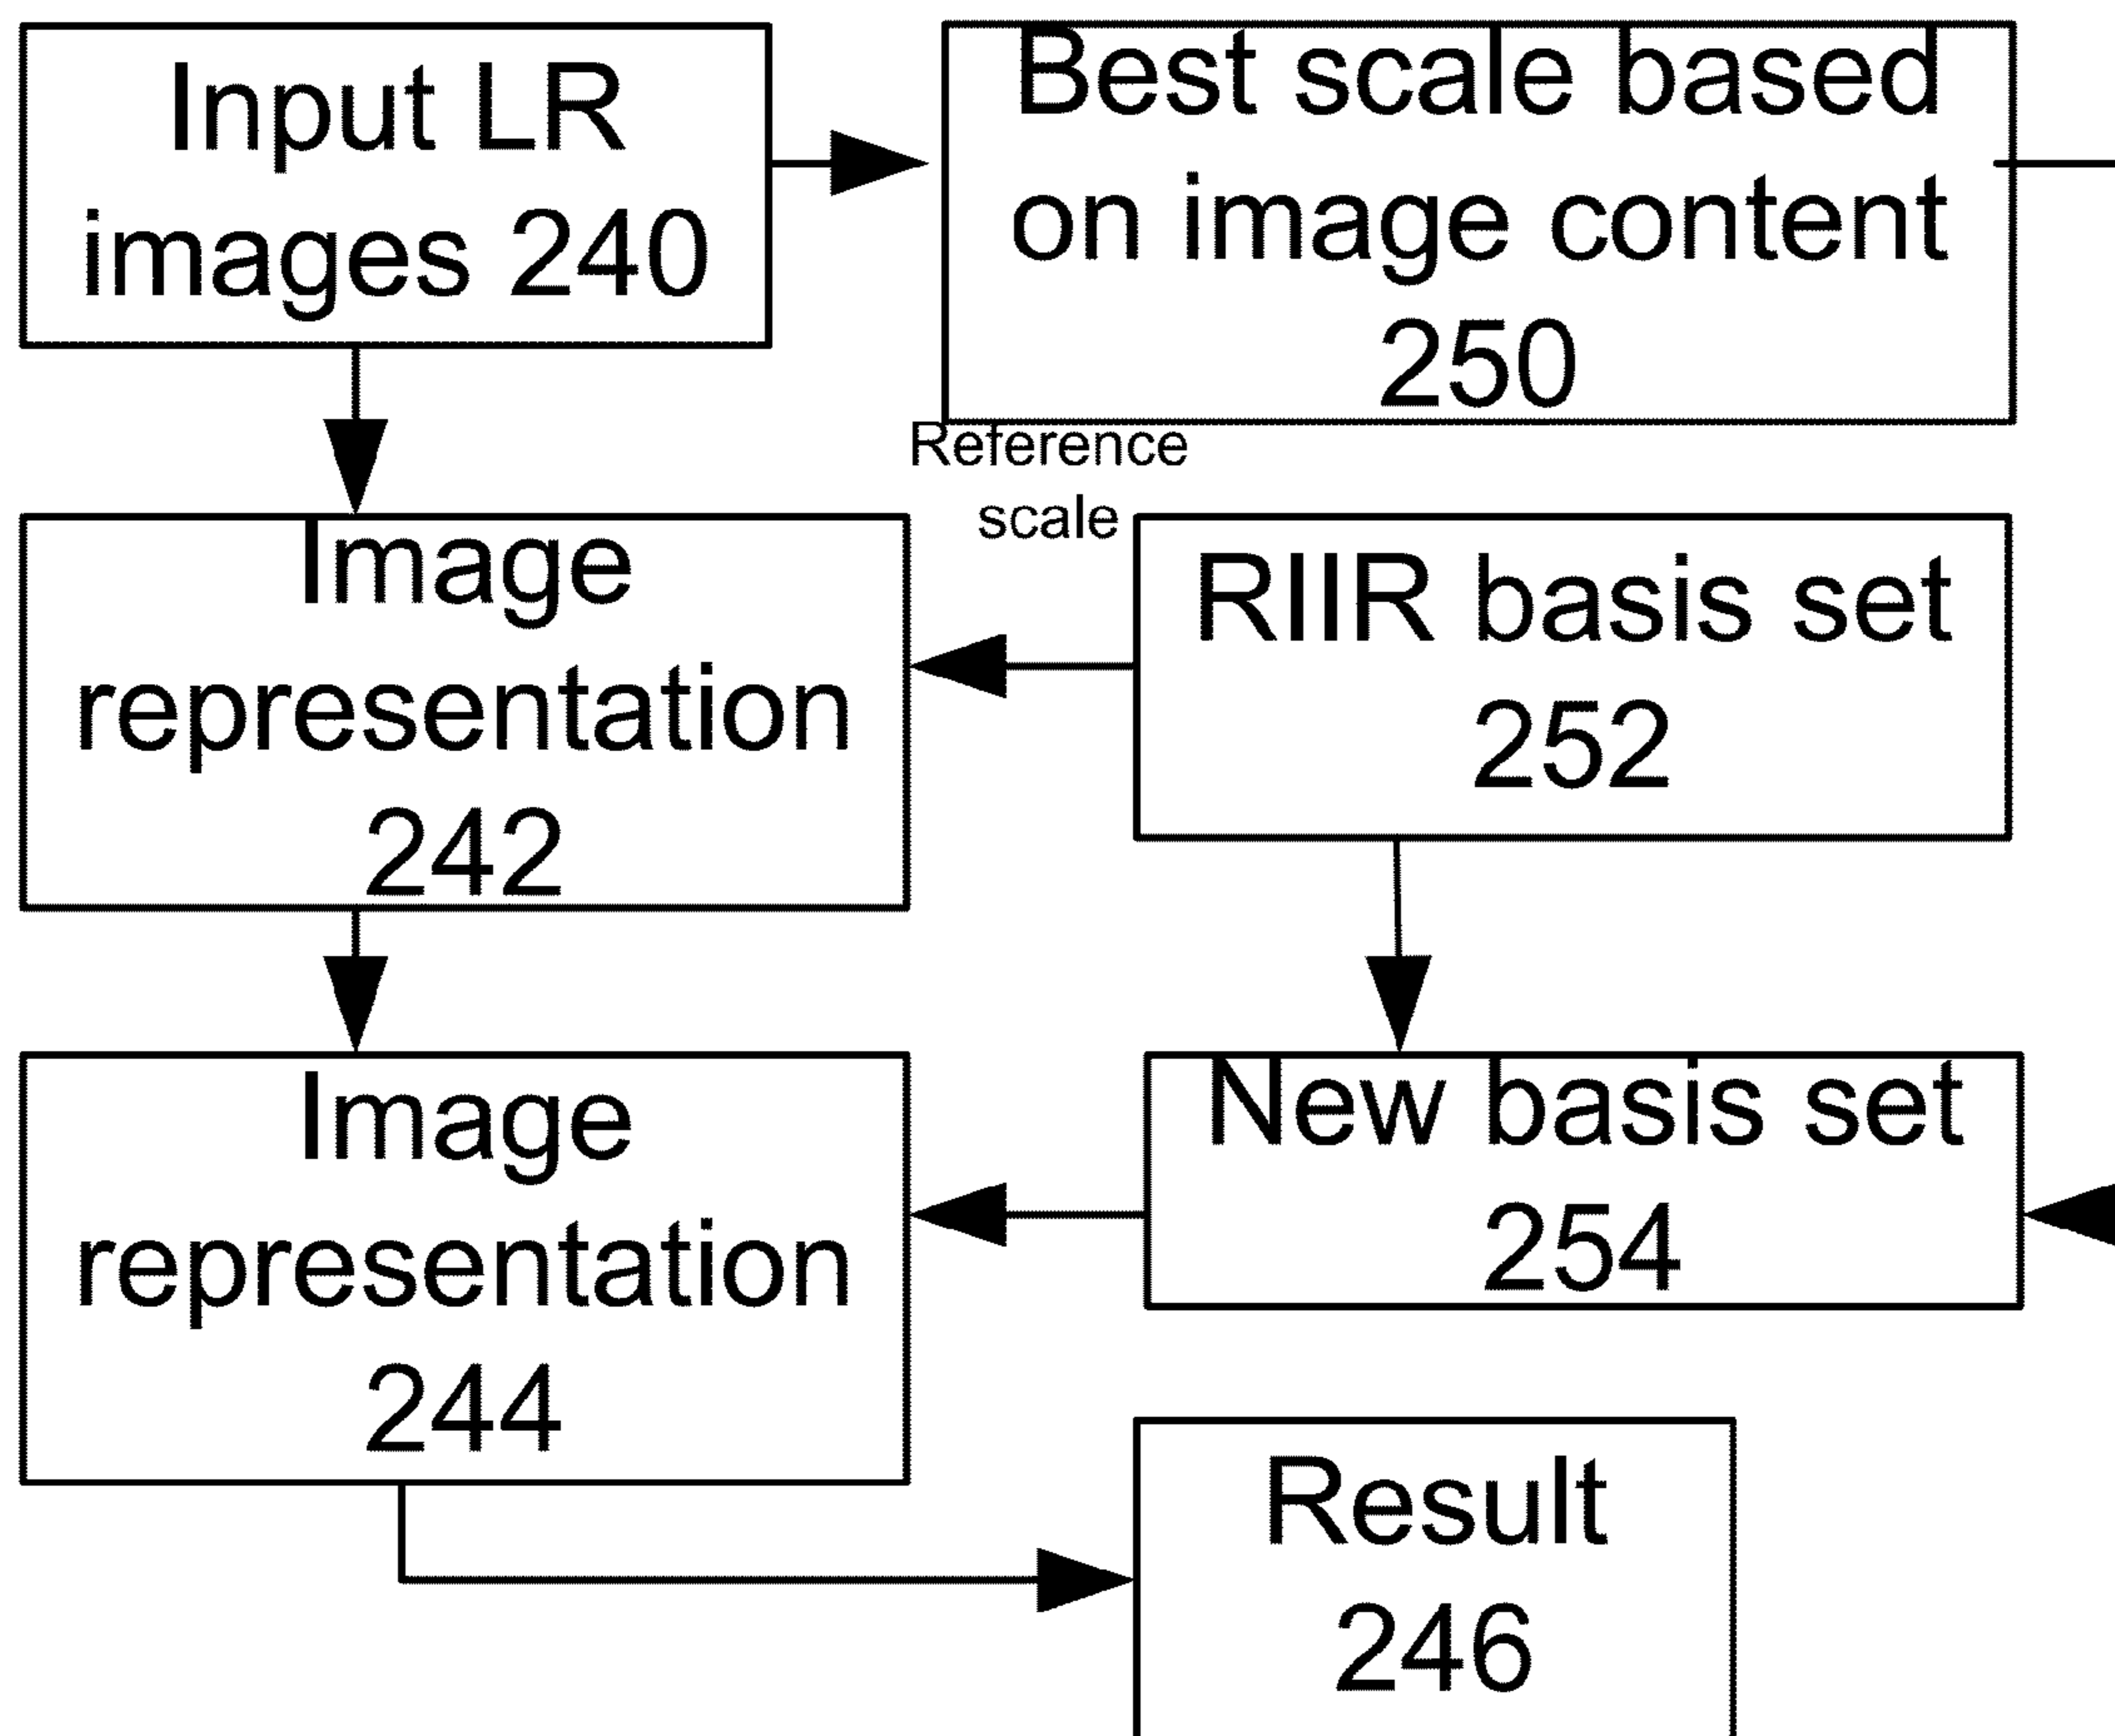 Input LR
images 240
Best scale based
on image content
250
Reference
scale
Image
representation
242
RIIR basis set
252
Image
representation
244
New basis set
254
Result
246